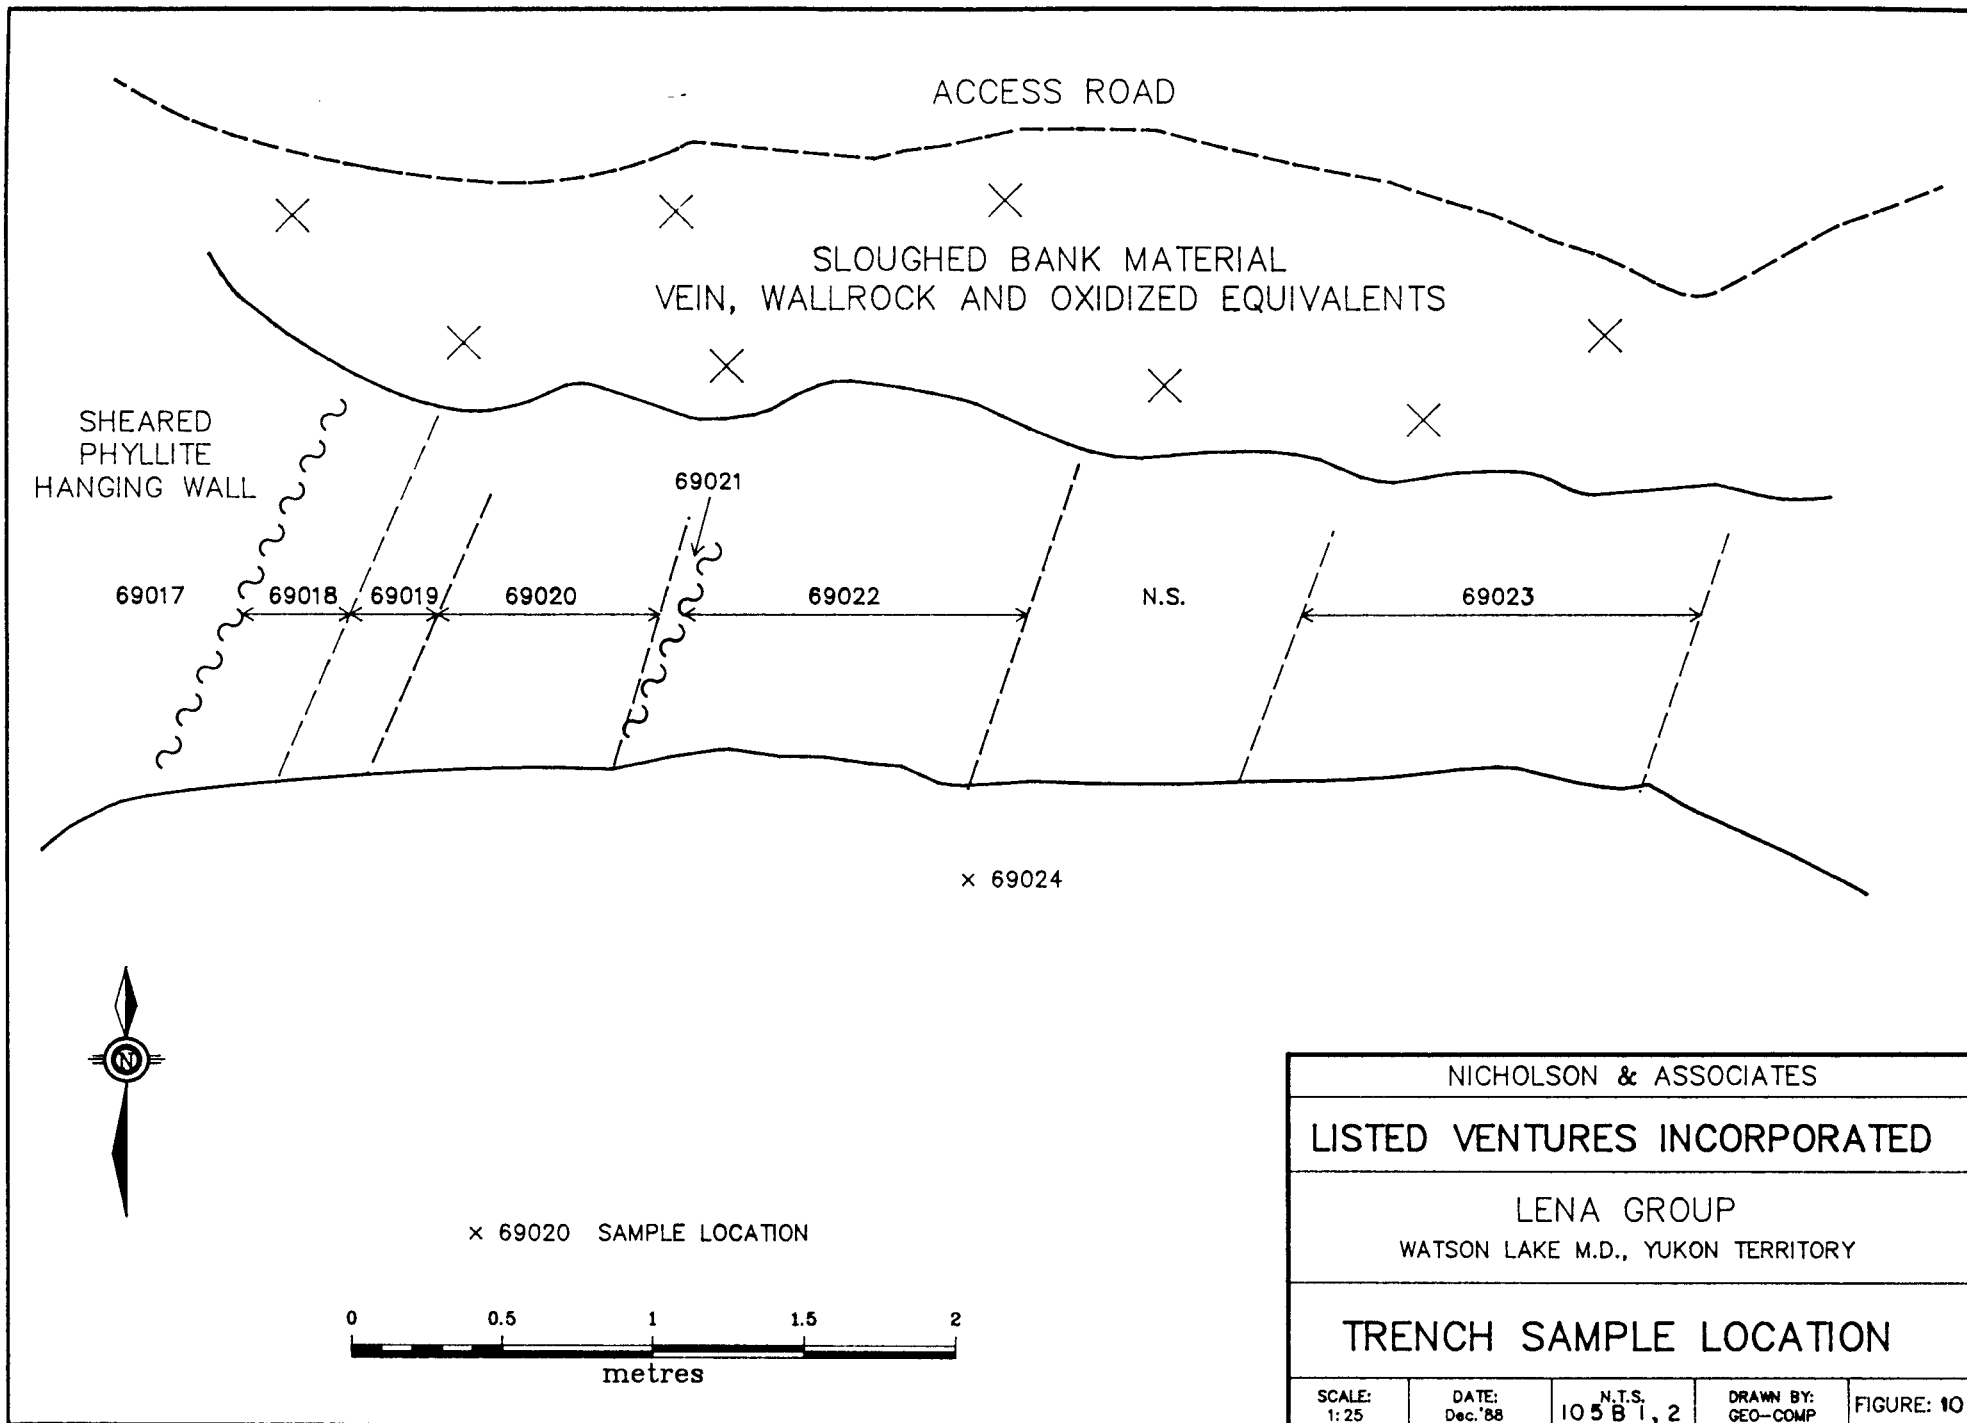 ACCESS ROAD
SLOUGHED BANK MATERIAL
VEIN, WALLROCK AND OXIDIZED EQUIVALENTS
SHEARED
PHYLLITE
HANGING WALL
69021
69017 69018 69019 69020 69022 N.S. 69023
× 69024
N
× 69020 SAMPLE LOCATION
0 0.5 1 1.5 2
metres
NICHOLSON & ASSOCIATES
LISTED VENTURES INCORPORATED
LENA GROUP
WATSON LAKE M.D., YUKON TERRITORY
TRENCH SAMPLE LOCATION
SCALE:
1:25
DATE:
Dec.'88
N.T.S.
105 B 1, 2
DRAWN BY:
GEO-COMP
FIGURE: 10